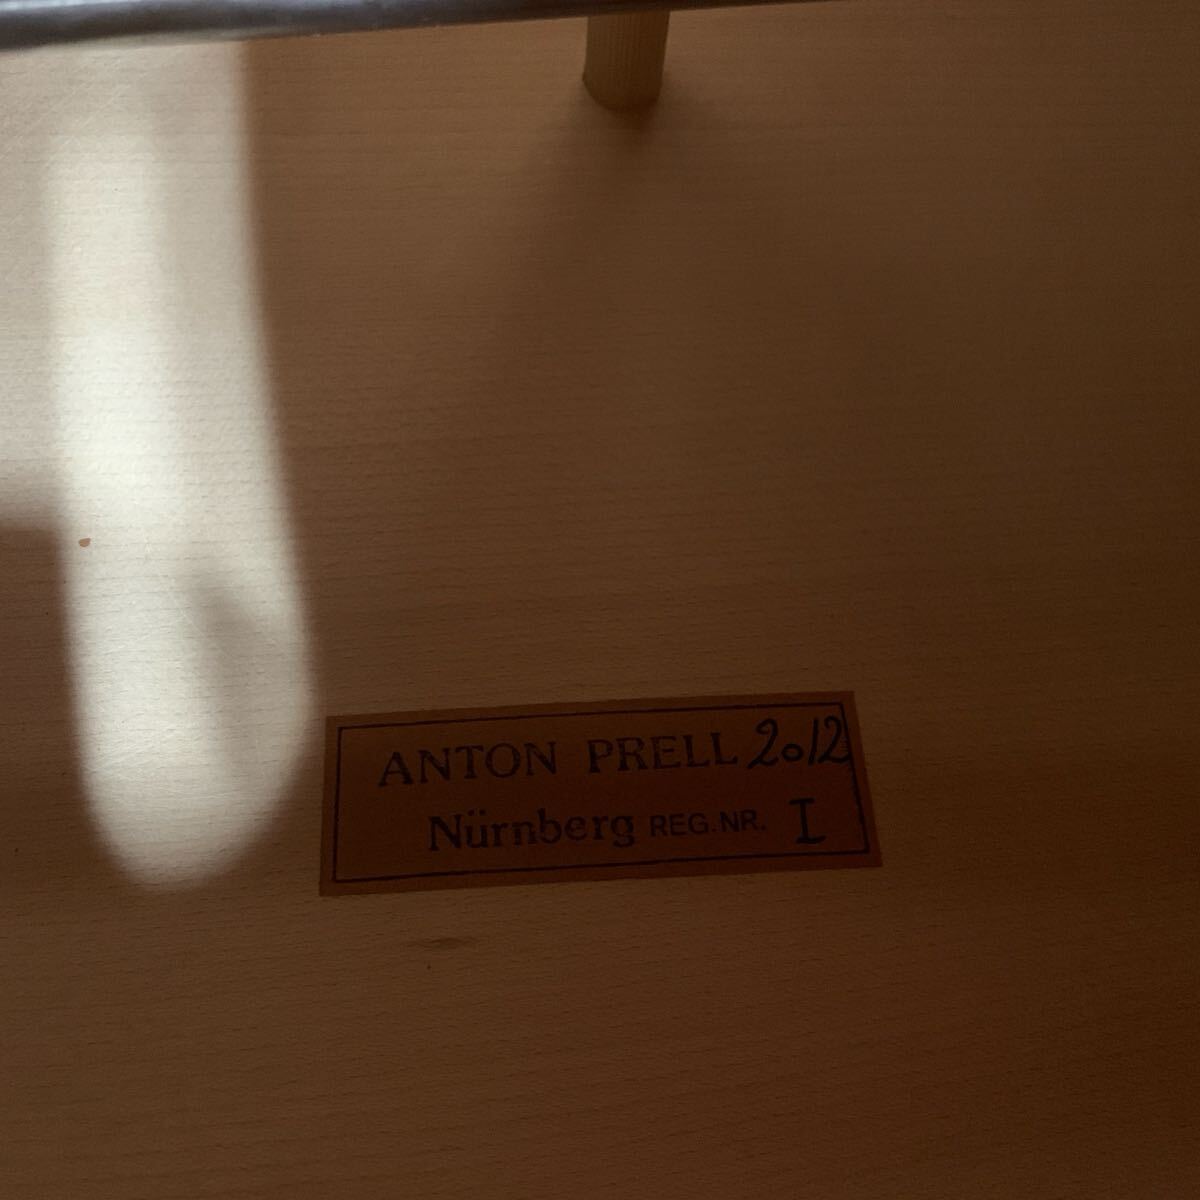 ANTON PRELL 2012
Nürnberg REG. NR. I